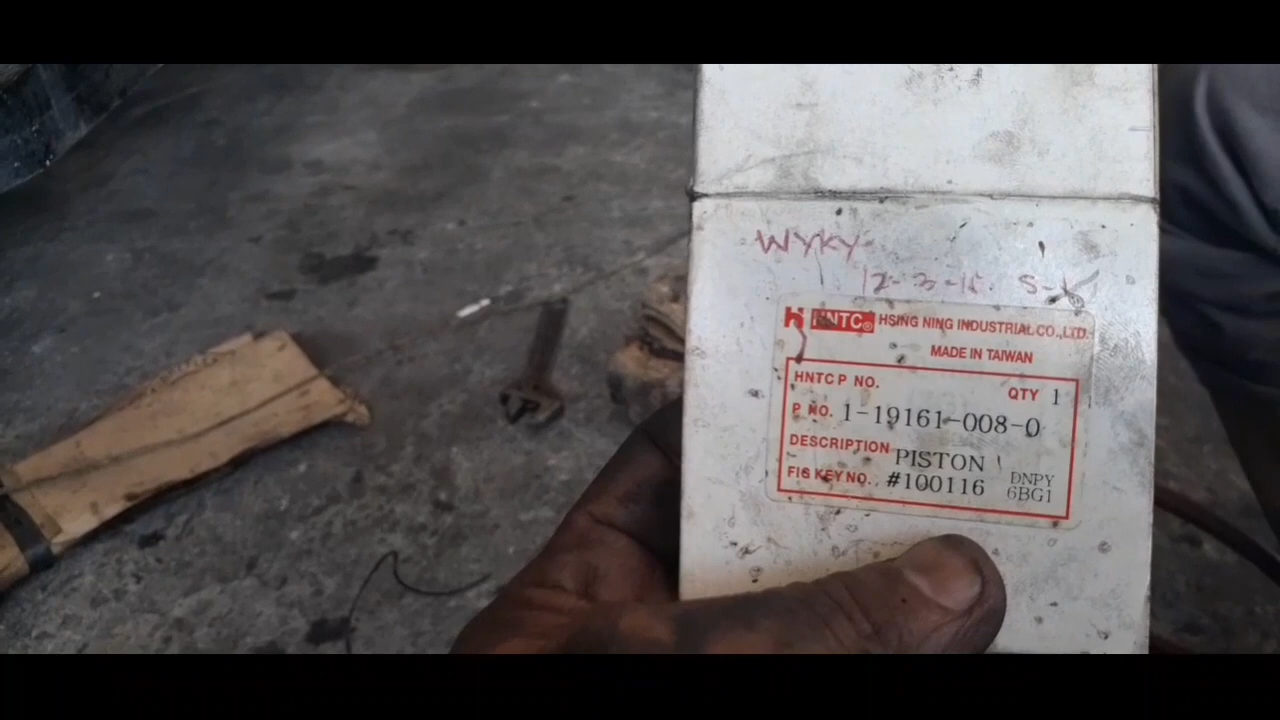 WYKY
12-3-15. S-K
H HNTC® HSING NING INDUSTRIAL CO., LTD.
MADE IN TAIWAN
HNTC P NO.
QTY 1
P NO. 1-19161-008-0
DESCRIPTION PISTON
FIG KEY NO. #100116 DNPY
6BG1